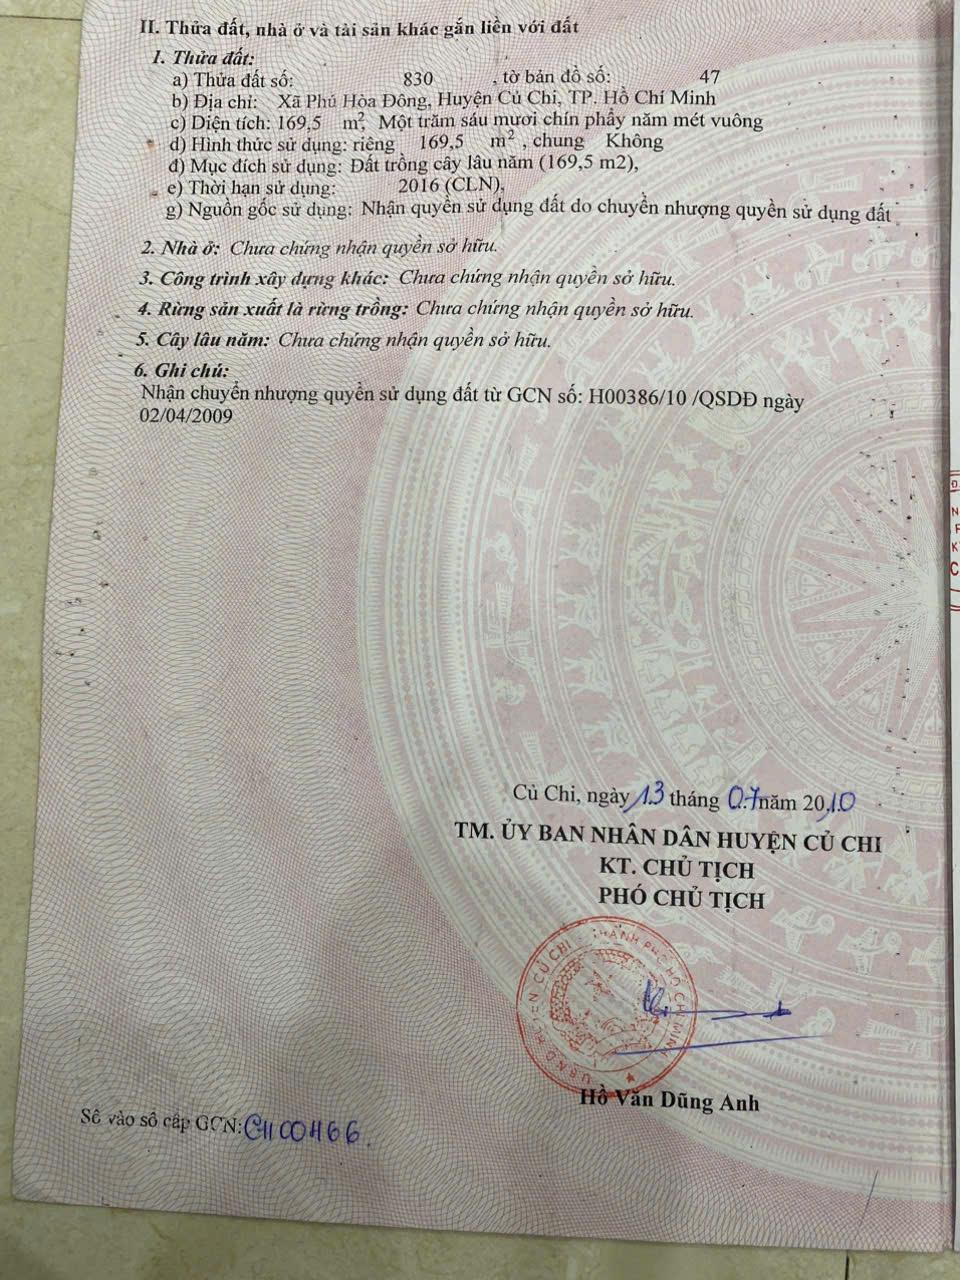 II. Thửa đất, nhà ở và tài sản khác gắn liền với đất
1. Thửa đất:
a) Thửa đất số: 830 , tờ bản đồ số: 47
b) Địa chỉ: Xã Phú Hòa Đông, Huyện Củ Chi, TP. Hồ Chí Minh
c) Diện tích: 169,5 m², Một trăm sáu mươi chín phẩy năm mét vuông
d) Hình thức sử dụng: riêng 169,5 m² , chung Không
đ) Mục đích sử dụng: Đất trồng cây lâu năm (169,5 m2),
e) Thời hạn sử dụng: 2016 (CLN),
g) Nguồn gốc sử dụng: Nhận quyền sử dụng đất do chuyển nhượng quyền sử dụng đất
2. Nhà ở: Chưa chứng nhận quyền sở hữu.
3. Công trình xây dựng khác: Chưa chứng nhận quyền sở hữu.
4. Rừng sản xuất là rừng trồng: Chưa chứng nhận quyền sở hữu.
5. Cây lâu năm: Chưa chứng nhận quyền sở hữu.
6. Ghi chú:
Nhận chuyển nhượng quyền sử dụng đất từ GCN số: H00386/10 /QSDĐ ngày
02/04/2009
Củ Chi, ngày 13 tháng 07 năm 2010
TM. ỦY BAN NHÂN DÂN HUYỆN CỦ CHI
KT. CHỦ TỊCH
PHÓ CHỦ TỊCH
U.B.N.D HUYỆN CỦ CHI - THÀNH PHỐ HỒ CHÍ MINH
Hồ Văn Dũng Anh
Số vào sổ cấp GCN: